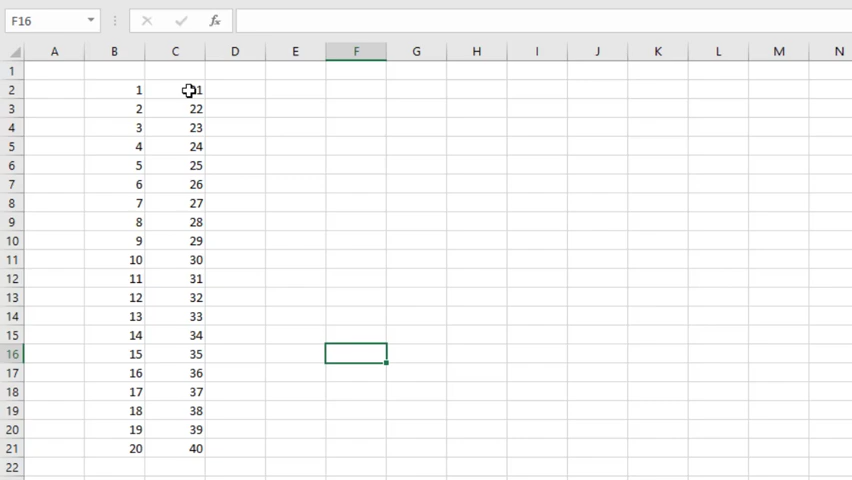 F16 fx
A B C D E F G H I J K L M N
1
2 1 1
3 2 22
4 3 23
5 4 24
6 5 25
7 6 26
8 7 27
9 8 28
10 9 29
11 10 30
12 11 31
13 12 32
14 13 33
15 14 34
16 15 35
17 16 36
18 17 37
19 18 38
20 19 39
21 20 40
22